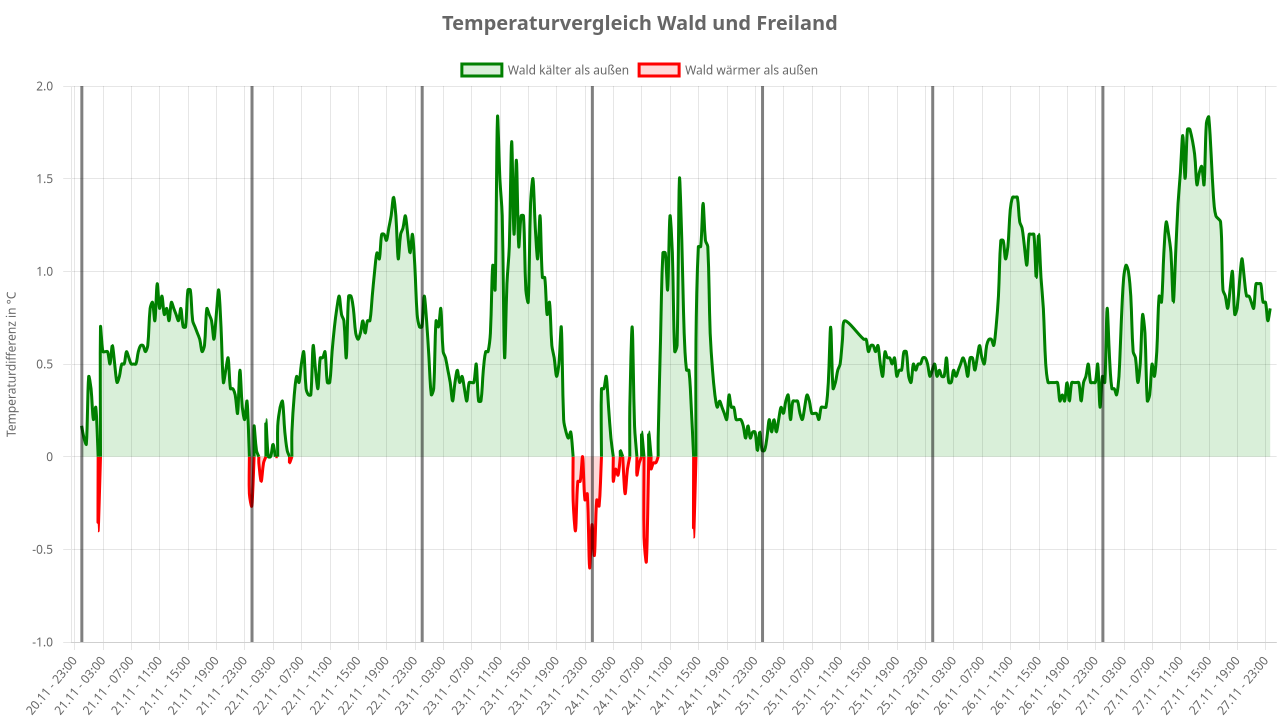 Temperaturvergleich Wald und Freiland
Wald kälter als außen
Wald wärmer als außen
Temperaturdifferenz in °C
2.0
1.5
1.0
0.5
0
-0.5
-1.0
20.11 - 23:00
21.11 - 03:00
21.11 - 07:00
21.11 - 11:00
21.11 - 15:00
21.11 - 19:00
21.11 - 23:00
22.11 - 03:00
22.11 - 07:00
22.11 - 11:00
22.11 - 15:00
22.11 - 19:00
22.11 - 23:00
23.11 - 03:00
23.11 - 07:00
23.11 - 11:00
23.11 - 15:00
23.11 - 19:00
23.11 - 23:00
24.11 - 03:00
24.11 - 07:00
24.11 - 11:00
24.11 - 15:00
24.11 - 19:00
24.11 - 23:00
25.11 - 03:00
25.11 - 07:00
25.11 - 11:00
25.11 - 15:00
25.11 - 19:00
25.11 - 23:00
26.11 - 03:00
26.11 - 07:00
26.11 - 11:00
26.11 - 15:00
26.11 - 19:00
26.11 - 23:00
27.11 - 03:00
27.11 - 07:00
27.11 - 11:00
27.11 - 15:00
27.11 - 19:00
27.11 - 23:00